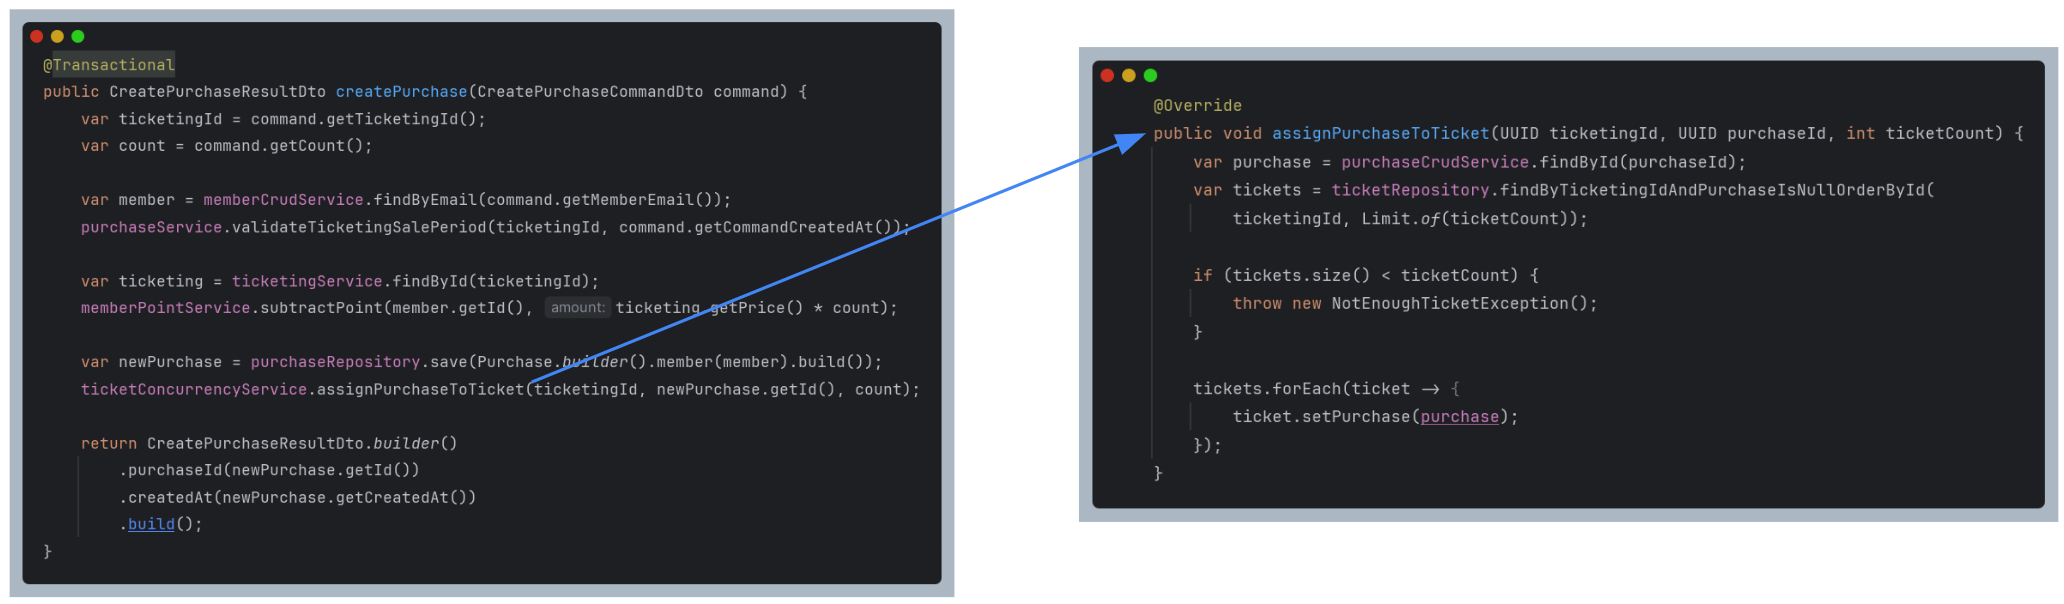 @Transactional
public CreatePurchaseResultDto createPurchase(CreatePurchaseCommandDto command) {
var ticketingId = command.getTicketingId();
var count = command.getCount();
var member = memberCrudService.findByEmail(command.getMemberEmail());
purchaseService.validateTicketingSalePeriod(ticketingId, command.getCommandCreatedAt());
var ticketing = ticketingService.findById(ticketingId);
memberPointService.subtractPoint(member.getId(), amount: ticketing.getPrice() * count);
var newPurchase = purchaseRepository.save(Purchase.builder().member(member).build());
ticketConcurrencyService.assignPurchaseToTicket(ticketingId, newPurchase.getId(), count);
return CreatePurchaseResultDto.builder()
.purchaseId(newPurchase.getId())
.createdAt(newPurchase.getCreatedAt())
.build();
}
@Override
public void assignPurchaseToTicket(UUID ticketingId, UUID purchaseId, int ticketCount) {
var purchase = purchaseCrudService.findById(purchaseId);
var tickets = ticketRepository.findByTicketingIdAndPurchaseIsNullOrderById(
ticketingId, Limit.of(ticketCount));
if (tickets.size() < ticketCount) {
throw new NotEnoughTicketException();
}
tickets.forEach(ticket -> {
ticket.setPurchase(purchase);
});
}